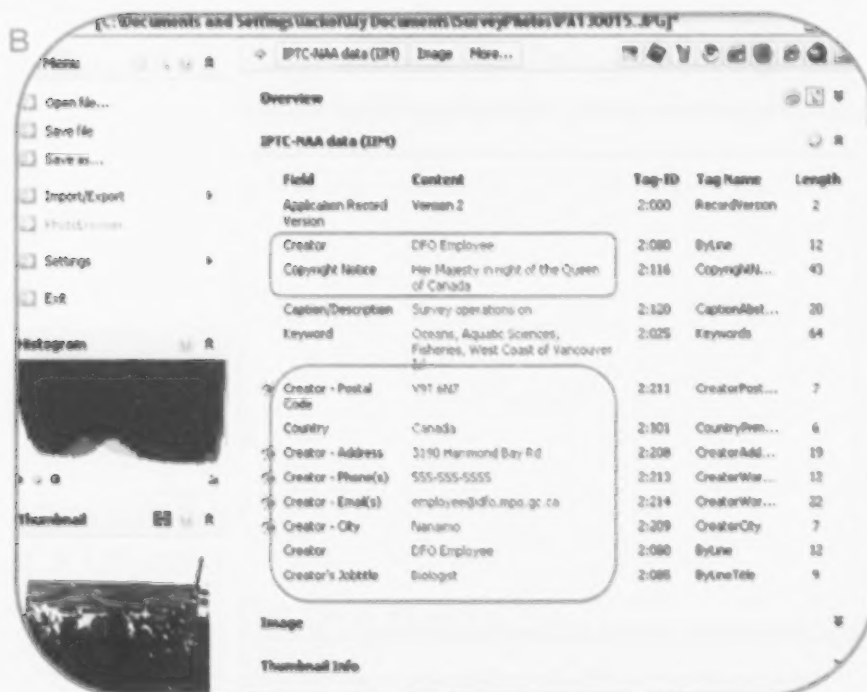 [C:\Documents and Settings\ackerl\My Documents\SurveyPhotos\PA130015.JPG]*
B
Menu
IPTC-NAA data (IIM) Image More...
Open file...
Save file
Save as...
Import/Export
Settings
Exit
Histogram
Thumbnail
Overview
IPTC-NAA data (IIM)
Field Content Tag-ID Tag Name Length
Application Record Version 2 2:000 RecordVersion 2
Version
Creator DFO Employee 2:080 ByLine 12
Copyright Notice Her Majesty in right of the Queen 2:116 CopyrightN... 43
of Canada
Caption/Description Survey operations on 2:120 CaptionAbst... 20
Keyword Oceans, Aquatic Sciences, 2:025 Keywords 64
Fisheries, West Coast of Vancouver
Creator - Postal V9T 6N7 2:211 CreatorPost... 7
Code
Country Canada 2:101 CountryPrim... 6
Creator - Address 3190 Hammond Bay Rd 2:208 CreatorAdd... 19
Creator - Phone(s) 555-555-5555 2:213 CreatorWor... 12
Creator - Email(s) employee@dfo.mpo.gc.ca 2:214 CreatorWor... 22
Creator - City Nanaimo 2:209 CreatorCity 7
Creator DFO Employee 2:080 ByLine 12
Creator's Jobtitle Biologist 2:085 ByLineTitle 9
Image
Thumbnail Info